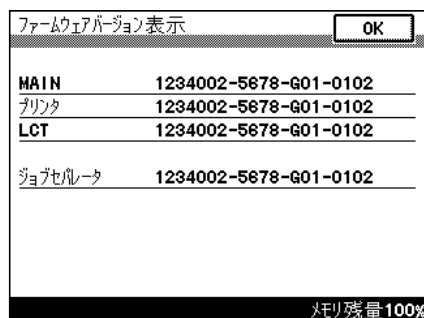 ファームウェアバージョン表示 OK
MAIN 1234002-5678-G01-0102
プリンタ 1234002-5678-G01-0102
LCT 1234002-5678-G01-0102
ジョブセパレータ 1234002-5678-G01-0102
メモリ残量100%